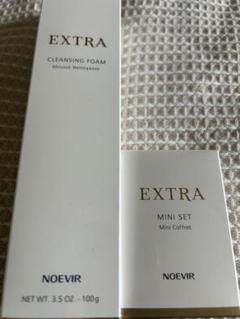 EXTRA
CLEANSING FOAM
Mousse Nettoyante
NOEVIR
NET WT. 3.5 OZ. - 100g
EXTRA
MINI SET
Mini Coffret
NOEVIR